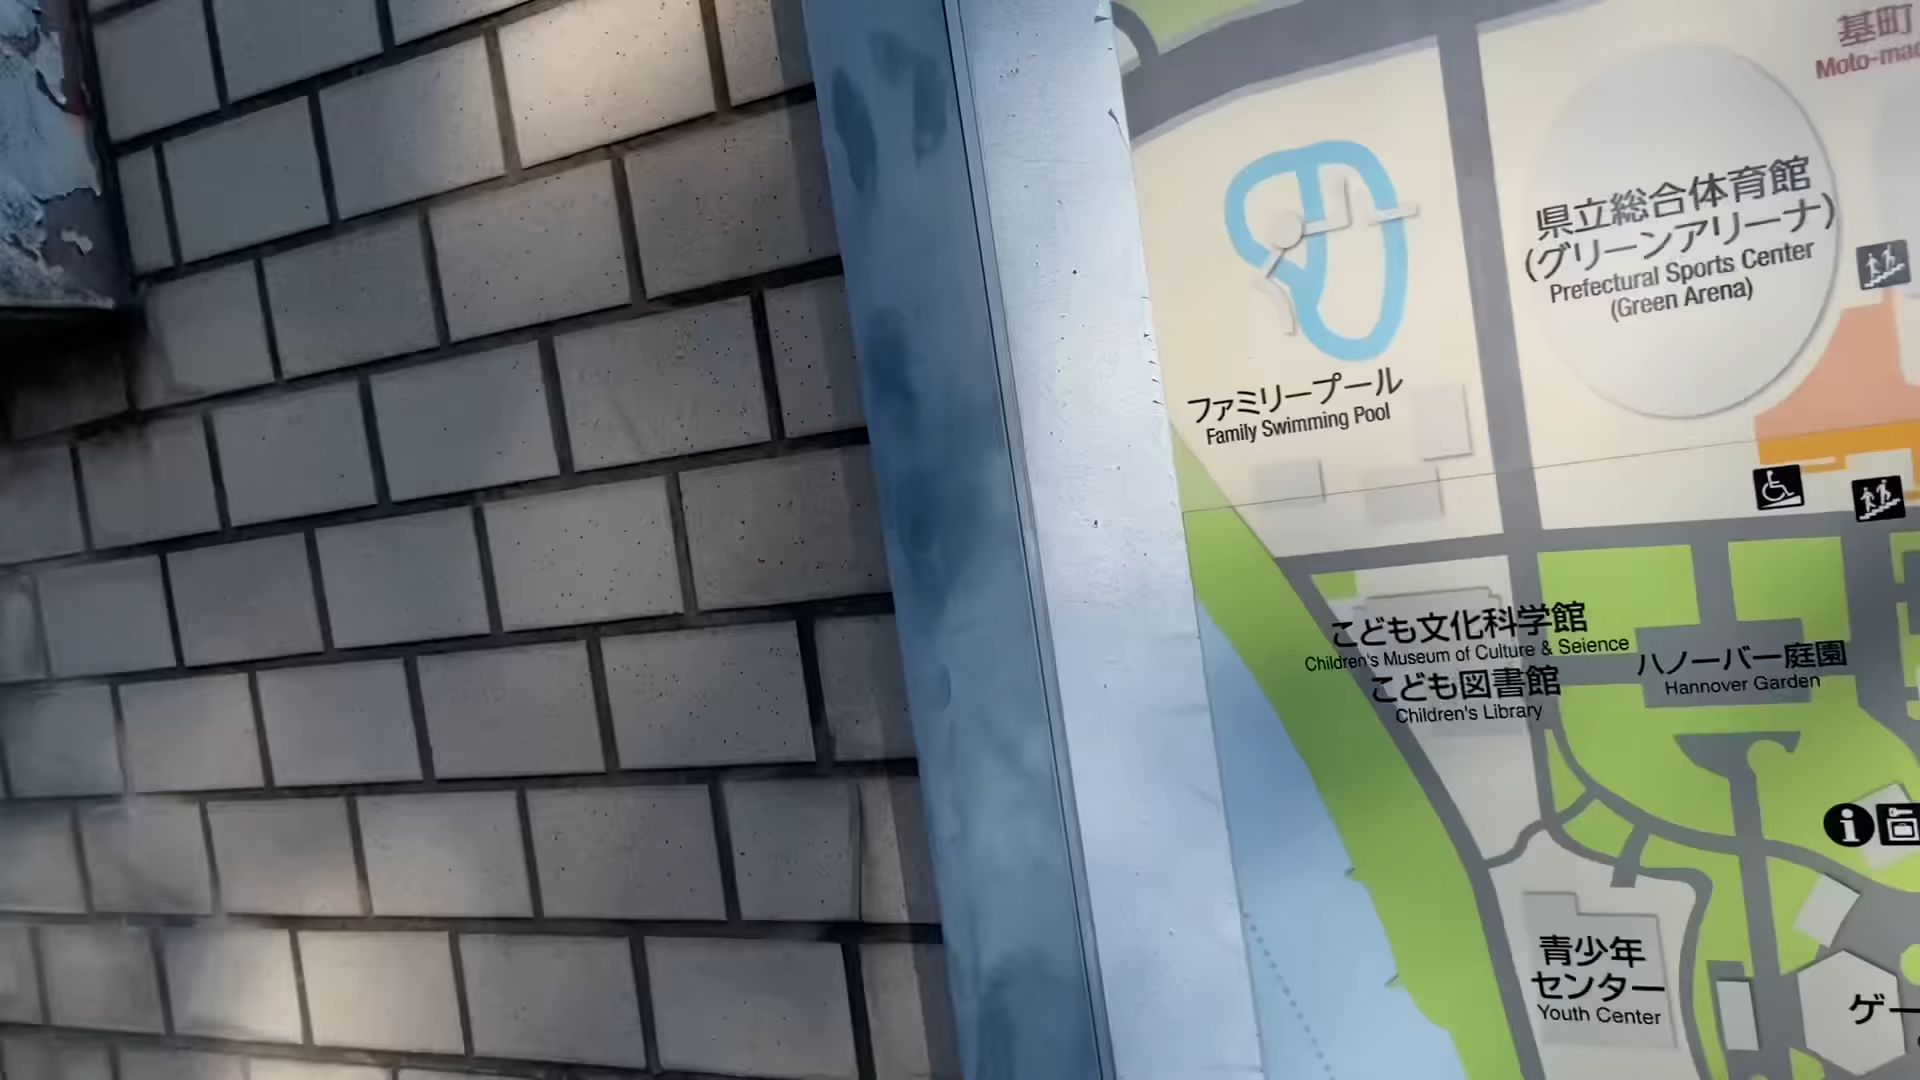 基町
Moto-mac
県立総合体育館
(グリーンアリーナ)
Prefectural Sports Center
(Green Arena)
ファミリープール
Family Swimming Pool
こども文化科学館
Children's Museum of Culture & Seience
こども図書館
Children's Library
ハノーバー庭園
Hannover Garden
i
青少年
センター
Youth Center
ゲー